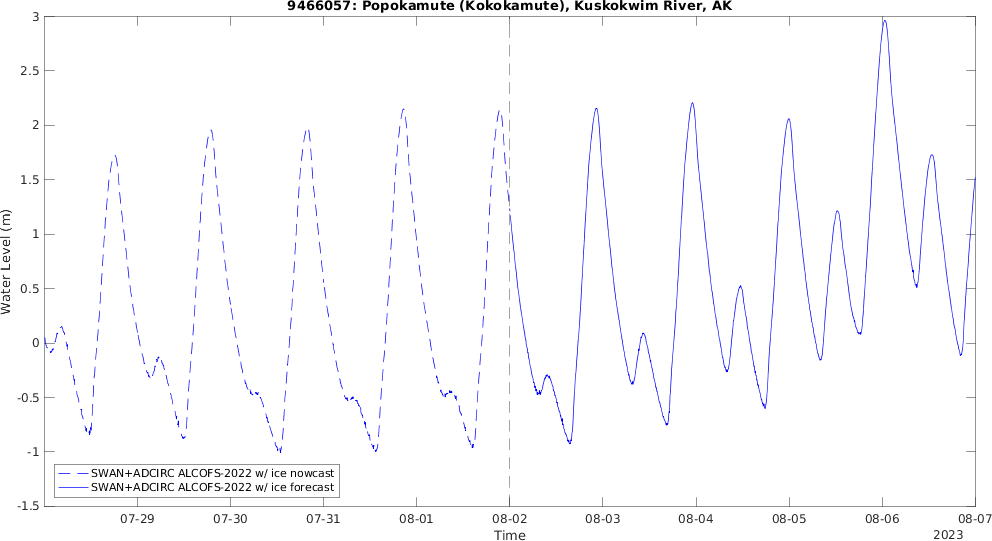 9466057: Popokamute (Kokokamute), Kuskokwim River, AK
3
2.5
2
1.5
1
0.5
0
-0.5
-1
-1.5
Water Level (m)
SWAN+ADCIRC ALCOFS-2022 w/ ice nowcast
SWAN+ADCIRC ALCOFS-2022 w/ ice forecast
07-29 07-30 07-31 08-01 08-02 08-03 08-04 08-05 08-06 08-07
Time
2023